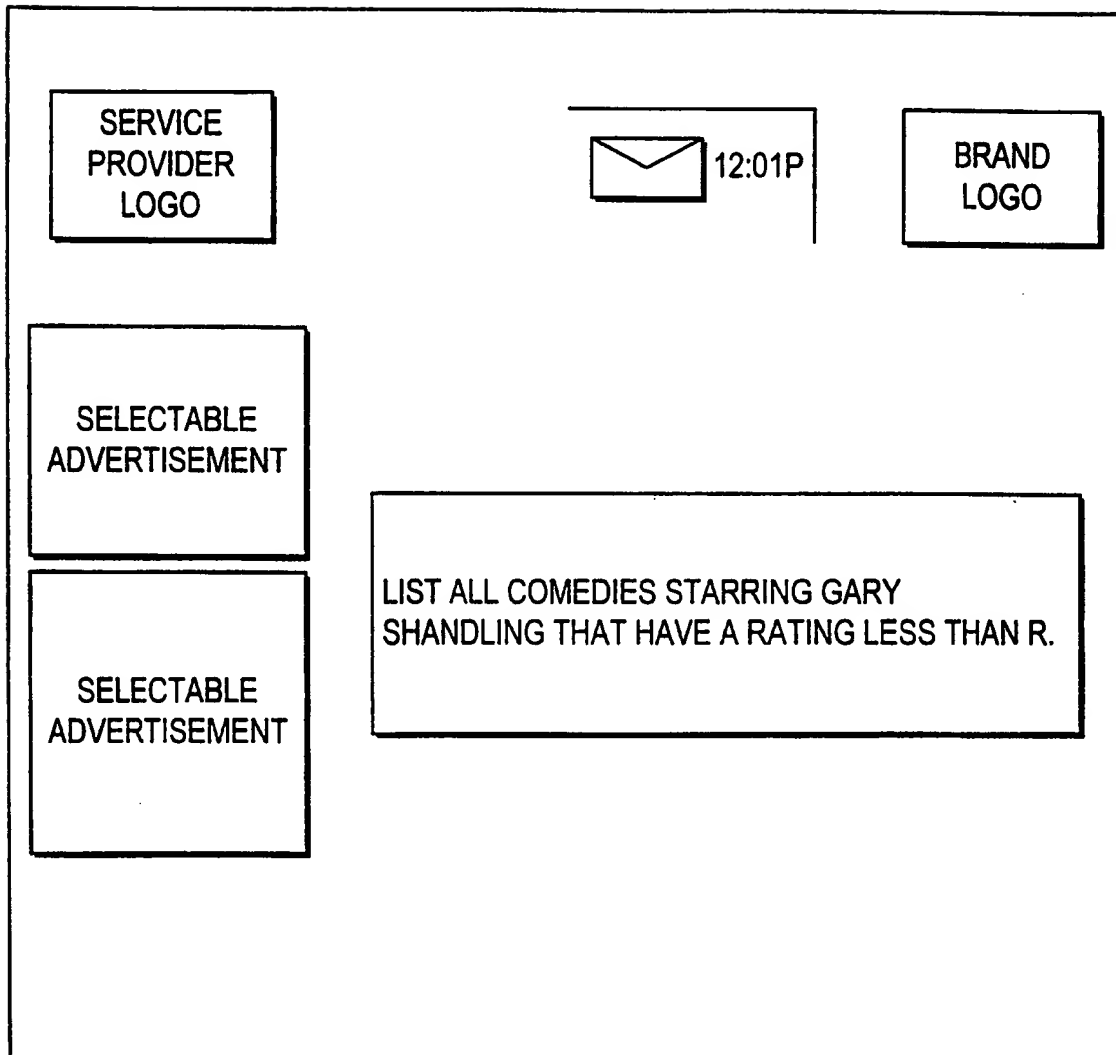 SERVICE
PROVIDER
LOGO
12:01P
BRAND
LOGO
SELECTABLE
ADVERTISEMENT
LIST ALL COMEDIES STARRING GARY
SHANDLING THAT HAVE A RATING LESS THAN R.
SELECTABLE
ADVERTISEMENT